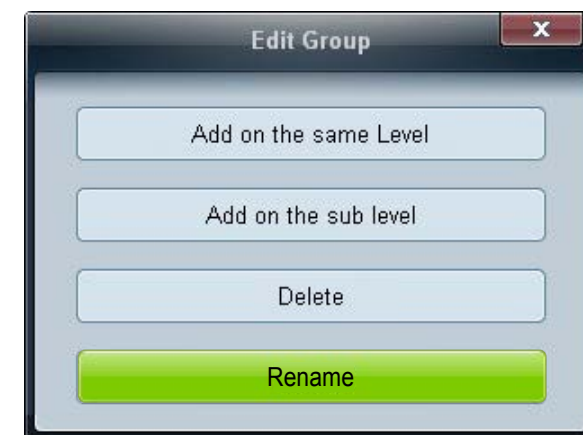 Edit Group
x
Add on the same Level
Add on the sub level
Delete
Rename